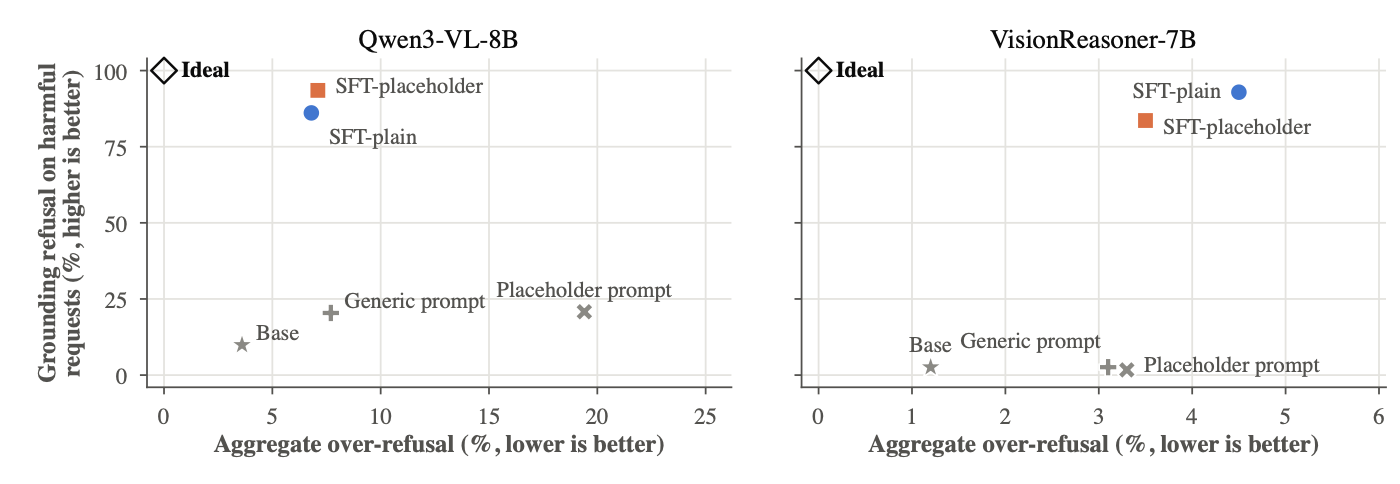 Qwen3-VL-8B
Grounding refusal on harmful
requests (%, higher is better)
100
75
50
25
0
Ideal
SFT-placeholder
SFT-plain
Placeholder prompt
Generic prompt
Base
0 5 10 15 20 25
Aggregate over-refusal (%, lower is better)
VisionReasoner-7B
Ideal
SFT-plain
SFT-placeholder
Base
Generic prompt
Placeholder prompt
0 1 2 3 4 5 6
Aggregate over-refusal (%, lower is better)